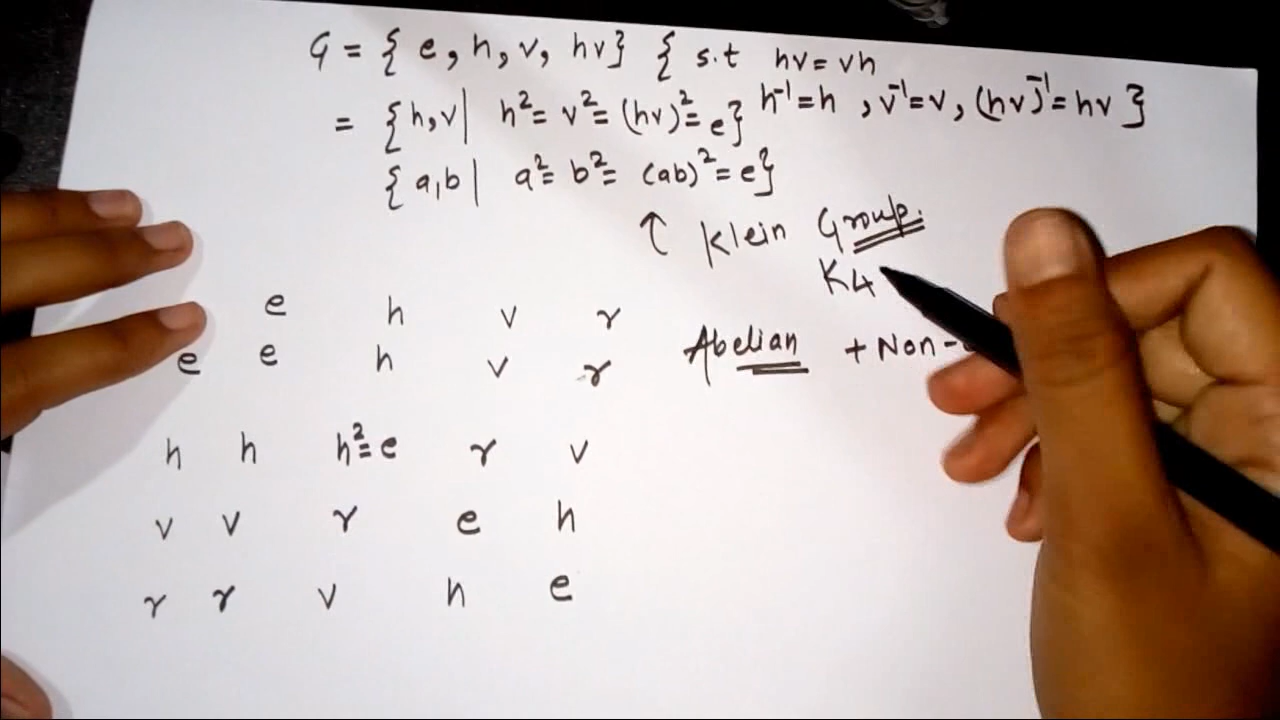 G = { e, h, v, hv} { s.t hv = vh
= {h,v| h²= v²= (hv)²= e} h⁻¹=h , v⁻¹=v, (hv)⁻¹= hv }
{ a,b| a²= b²= (ab)²= e}
↑ Klein Group.
K4
e h v r
e e h v r
Abelian + Non-
h h h²=e r v
v v r e h
r r v h e